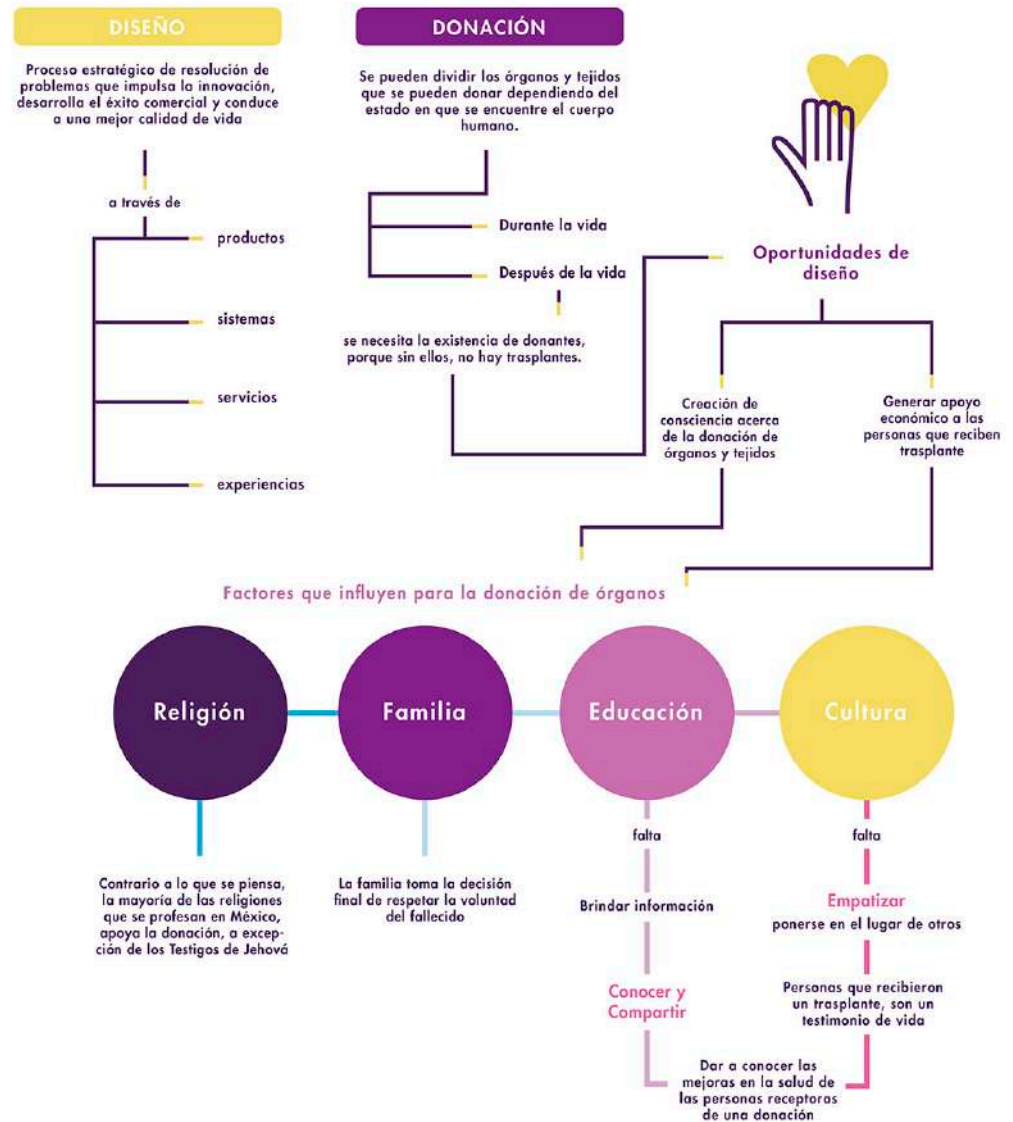 DISEÑO
Proceso estratégico de resolución de
problemas que impulsa la innovación,
desarrolla el éxito comercial y conduce
a una mejor calidad de vida
a través de
productos
sistemas
servicios
experiencias
DONACIÓN
Se pueden dividir los órganos y tejidos
que se pueden donar dependiendo del
estado en que se encuentre el cuerpo
humano.
Durante la vida
Después de la vida
se necesita la existencia de donantes,
porque sin ellos, no hay trasplantes.
Oportunidades de
diseño
Creación de
consciencia acerca
de la donación de
órganos y tejidos
Generar apoyo
económico a las
personas que reciben
trasplante
Factores que influyen para la donación de órganos
Religión
Familia
Educación
Cultura
Contrario a lo que se piensa,
la mayoría de las religiones
que se profesan en México,
apoya la donación, a excep-
ción de los Testigos de Jehová
La familia toma la decisión
final de respetar la voluntad
del fallecido
falta
Brindar información
Conocer y
Compartir
falta
Empatizar
ponerse en el lugar de otros
Personas que recibieron
un trasplante, son un
testimonio de vida
Dar a conocer las
mejoras en la salud de
las personas receptoras
de una donación